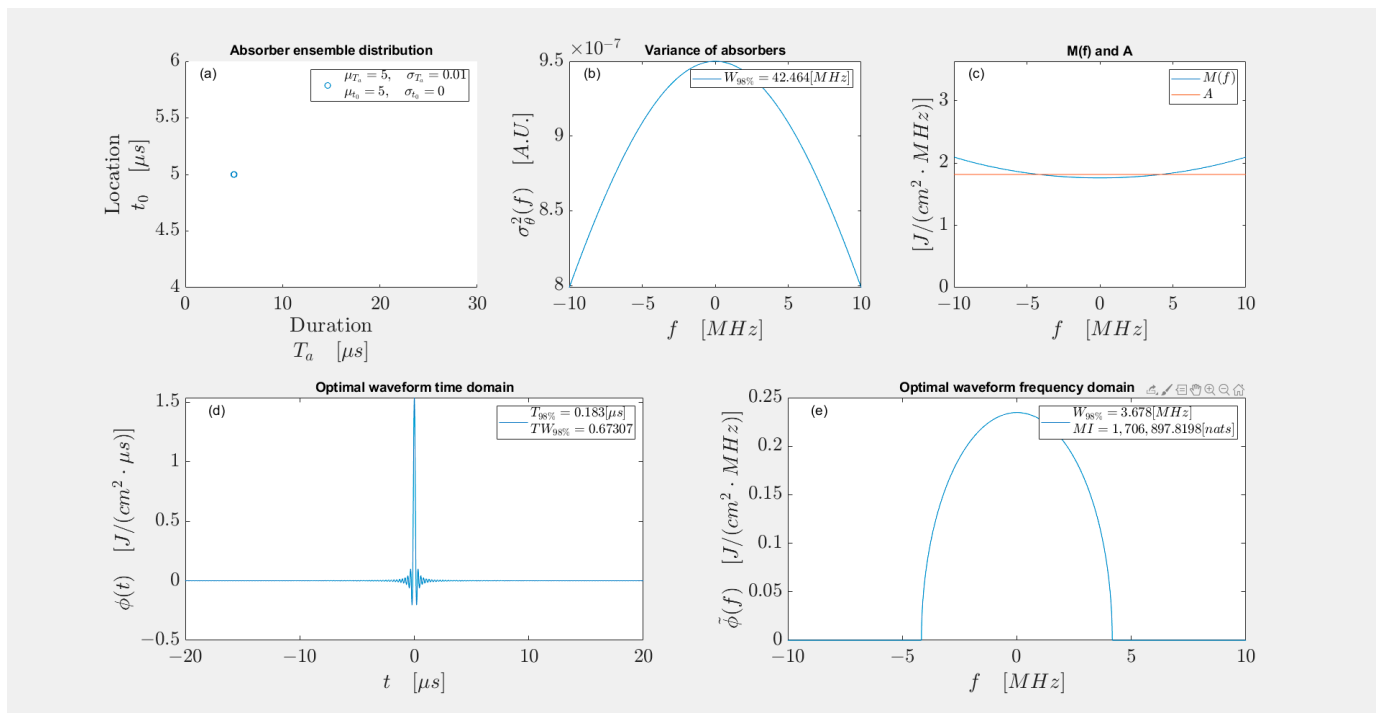 Absorber ensemble distribution
(a)
μ_{T_a} = 5, σ_{T_a} = 0.01
μ_{t_0} = 5, σ_{t_0} = 0
6
5.5
5
4.5
4
0 10 20 30
Location
t_0 [μs]
Duration
T_a [μs]
Variance of absorbers
×10^{-7}
(b)
W_{98%} = 42.464[MHz]
9.5
9
8.5
8
-10 -5 0 5 10
σ_θ^2(f) [A.U.]
f [MHz]
M(f) and A
(c)
M(f)
A
3
2
1
0
-10 -5 0 5 10
[J/(cm^2 · MHz)]
f [MHz]
Optimal waveform time domain
(d)
T_{98%} = 0.183[μs]
TW_{98%} = 0.67307
1.5
1
0.5
0
-0.5
-20 -10 0 10 20
ϕ(t) [J/(cm^2 · μs)]
t [μs]
Optimal waveform frequency domain
(e)
W_{98%} = 3.678[MHz]
MI = 1,706,897.8198[nats]
0.25
0.2
0.15
0.1
0.05
0
-10 -5 0 5 10
ϕ̃(f) [J/(cm^2 · MHz)]
f [MHz]